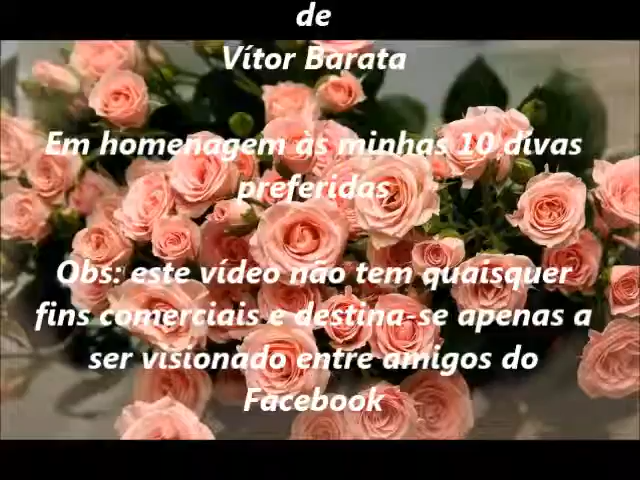 de
Vítor Barata
Em homenagem às minhas 10 divas
preferidas
Obs: este vídeo não tem quaisquer
fins comerciais e destina-se apenas a
ser visionado entre amigos do
Facebook